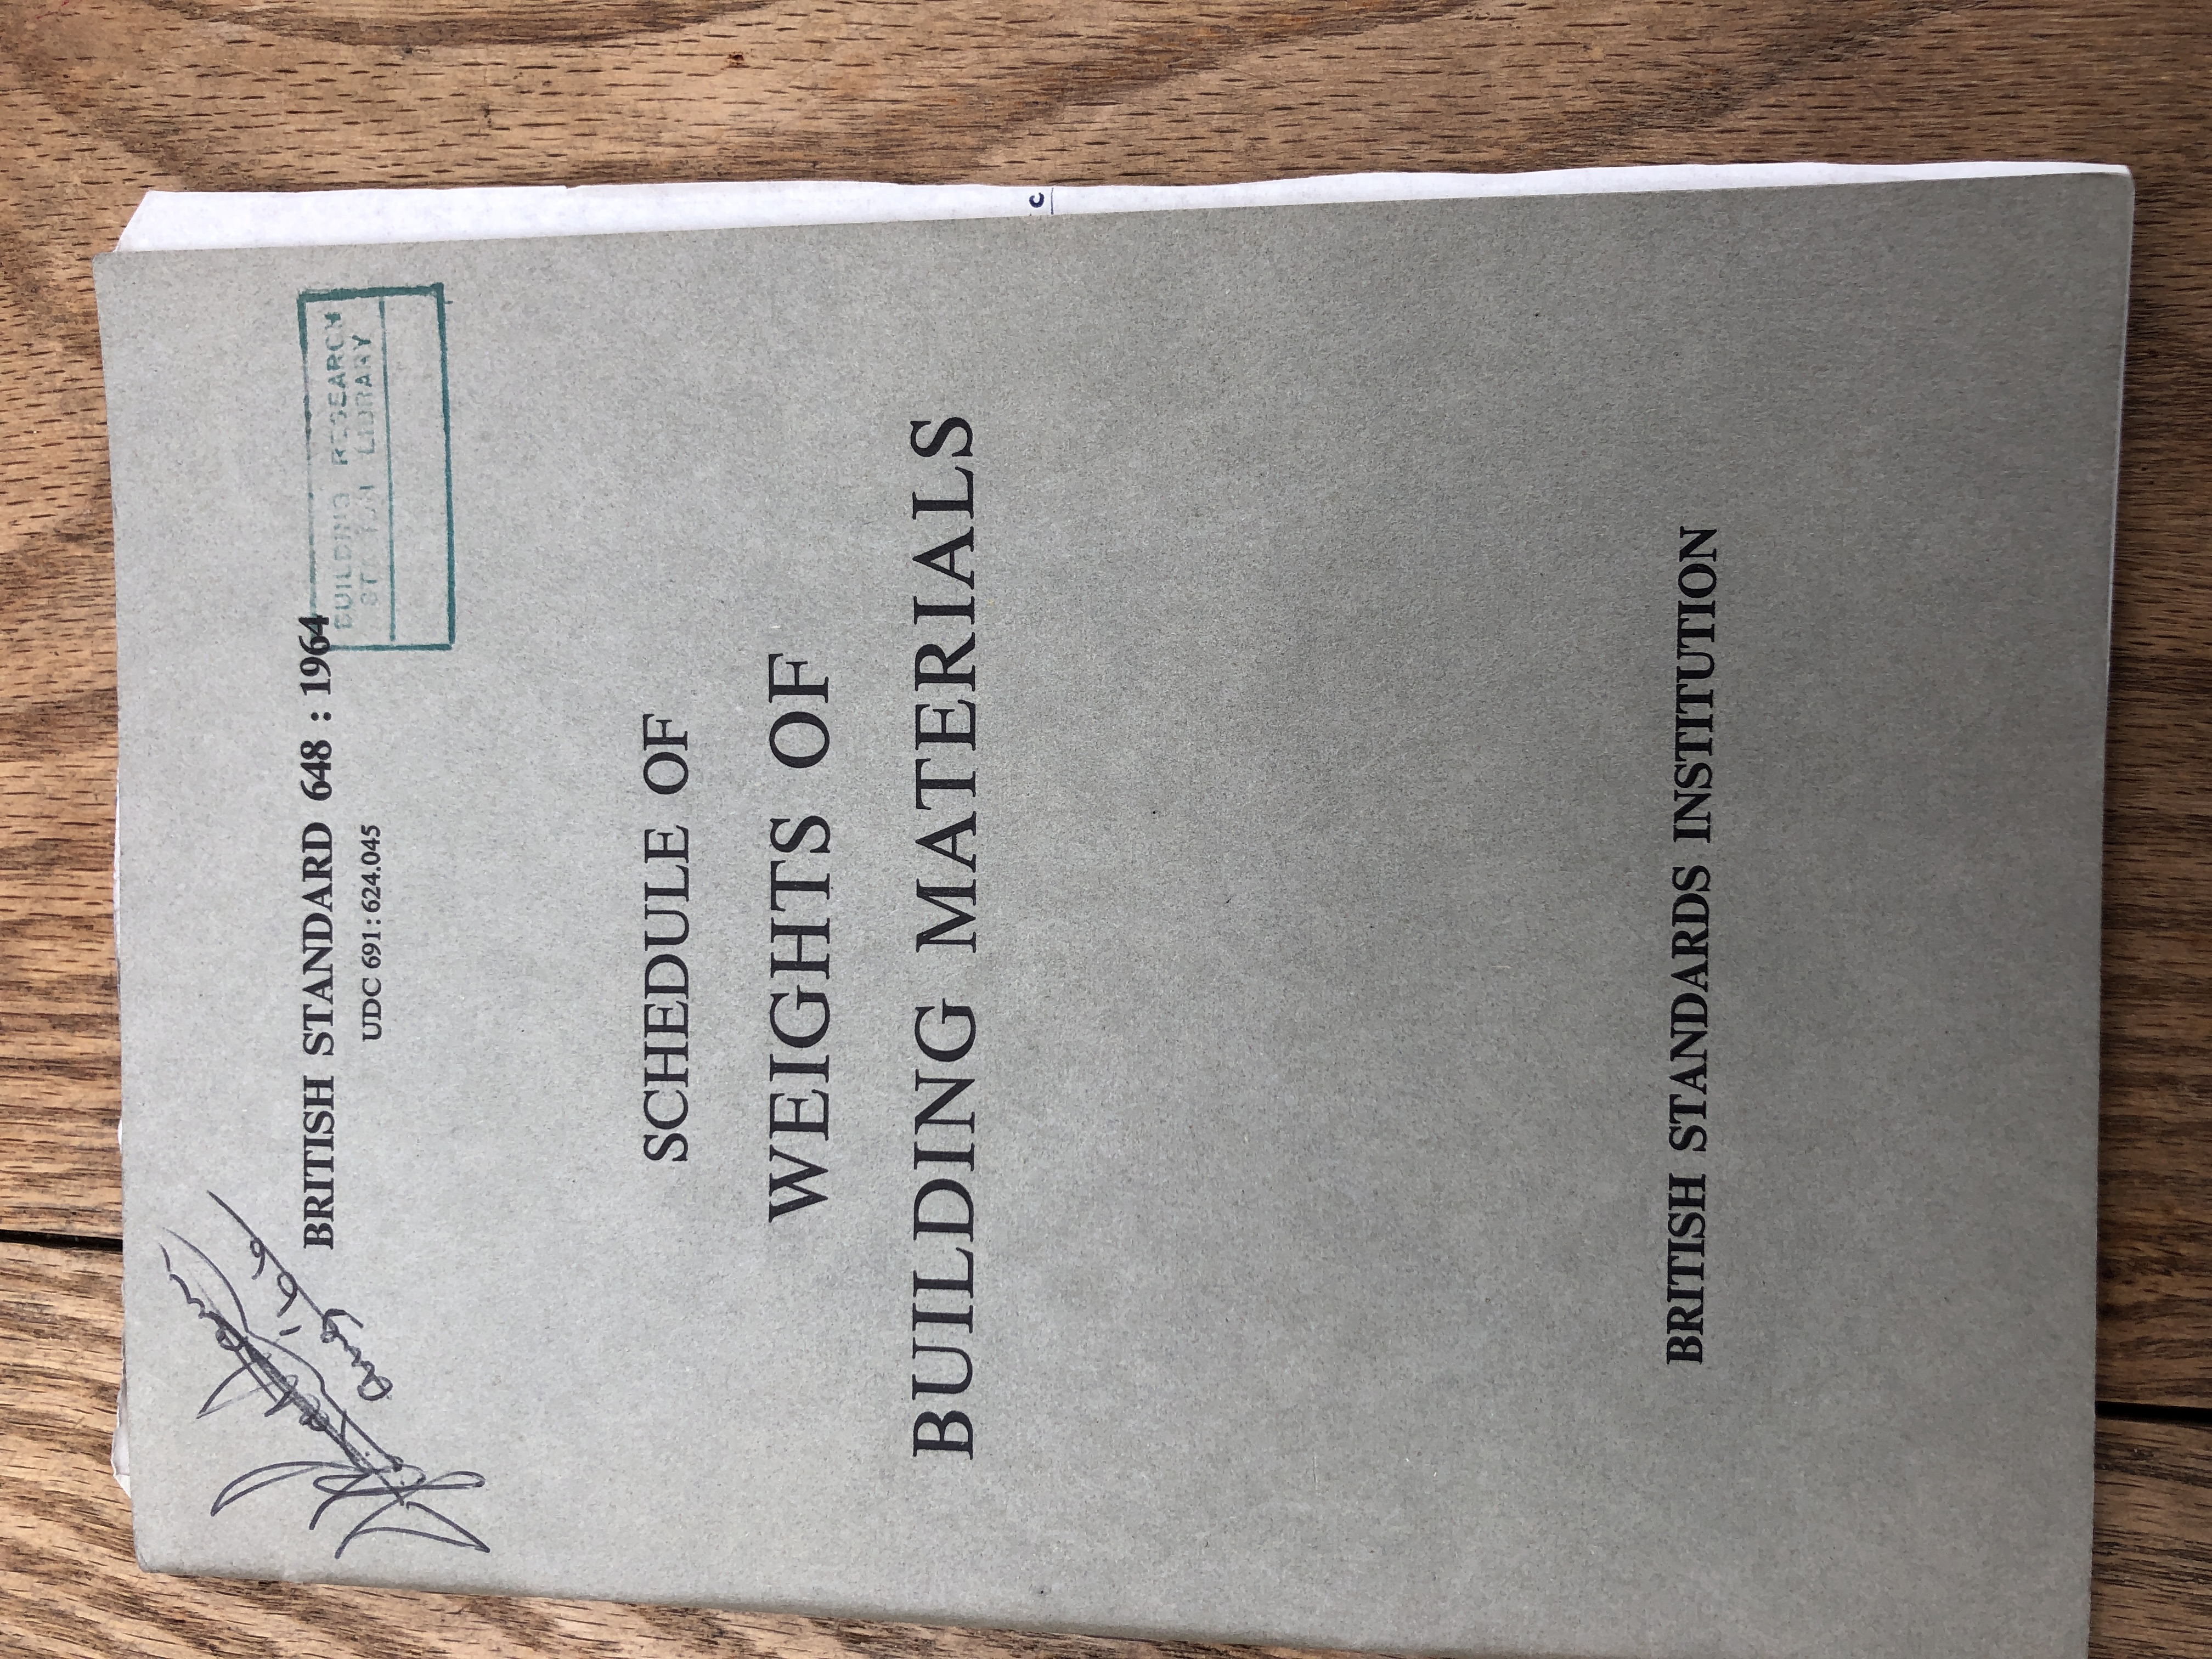 BRITISH STANDARD 648 : 1964
UDC 691: 624.045
BUILDING RESEARCH
LIBRARY
SCHEDULE OF
WEIGHTS OF
BUILDING MATERIALS
BRITISH STANDARDS INSTITUTION